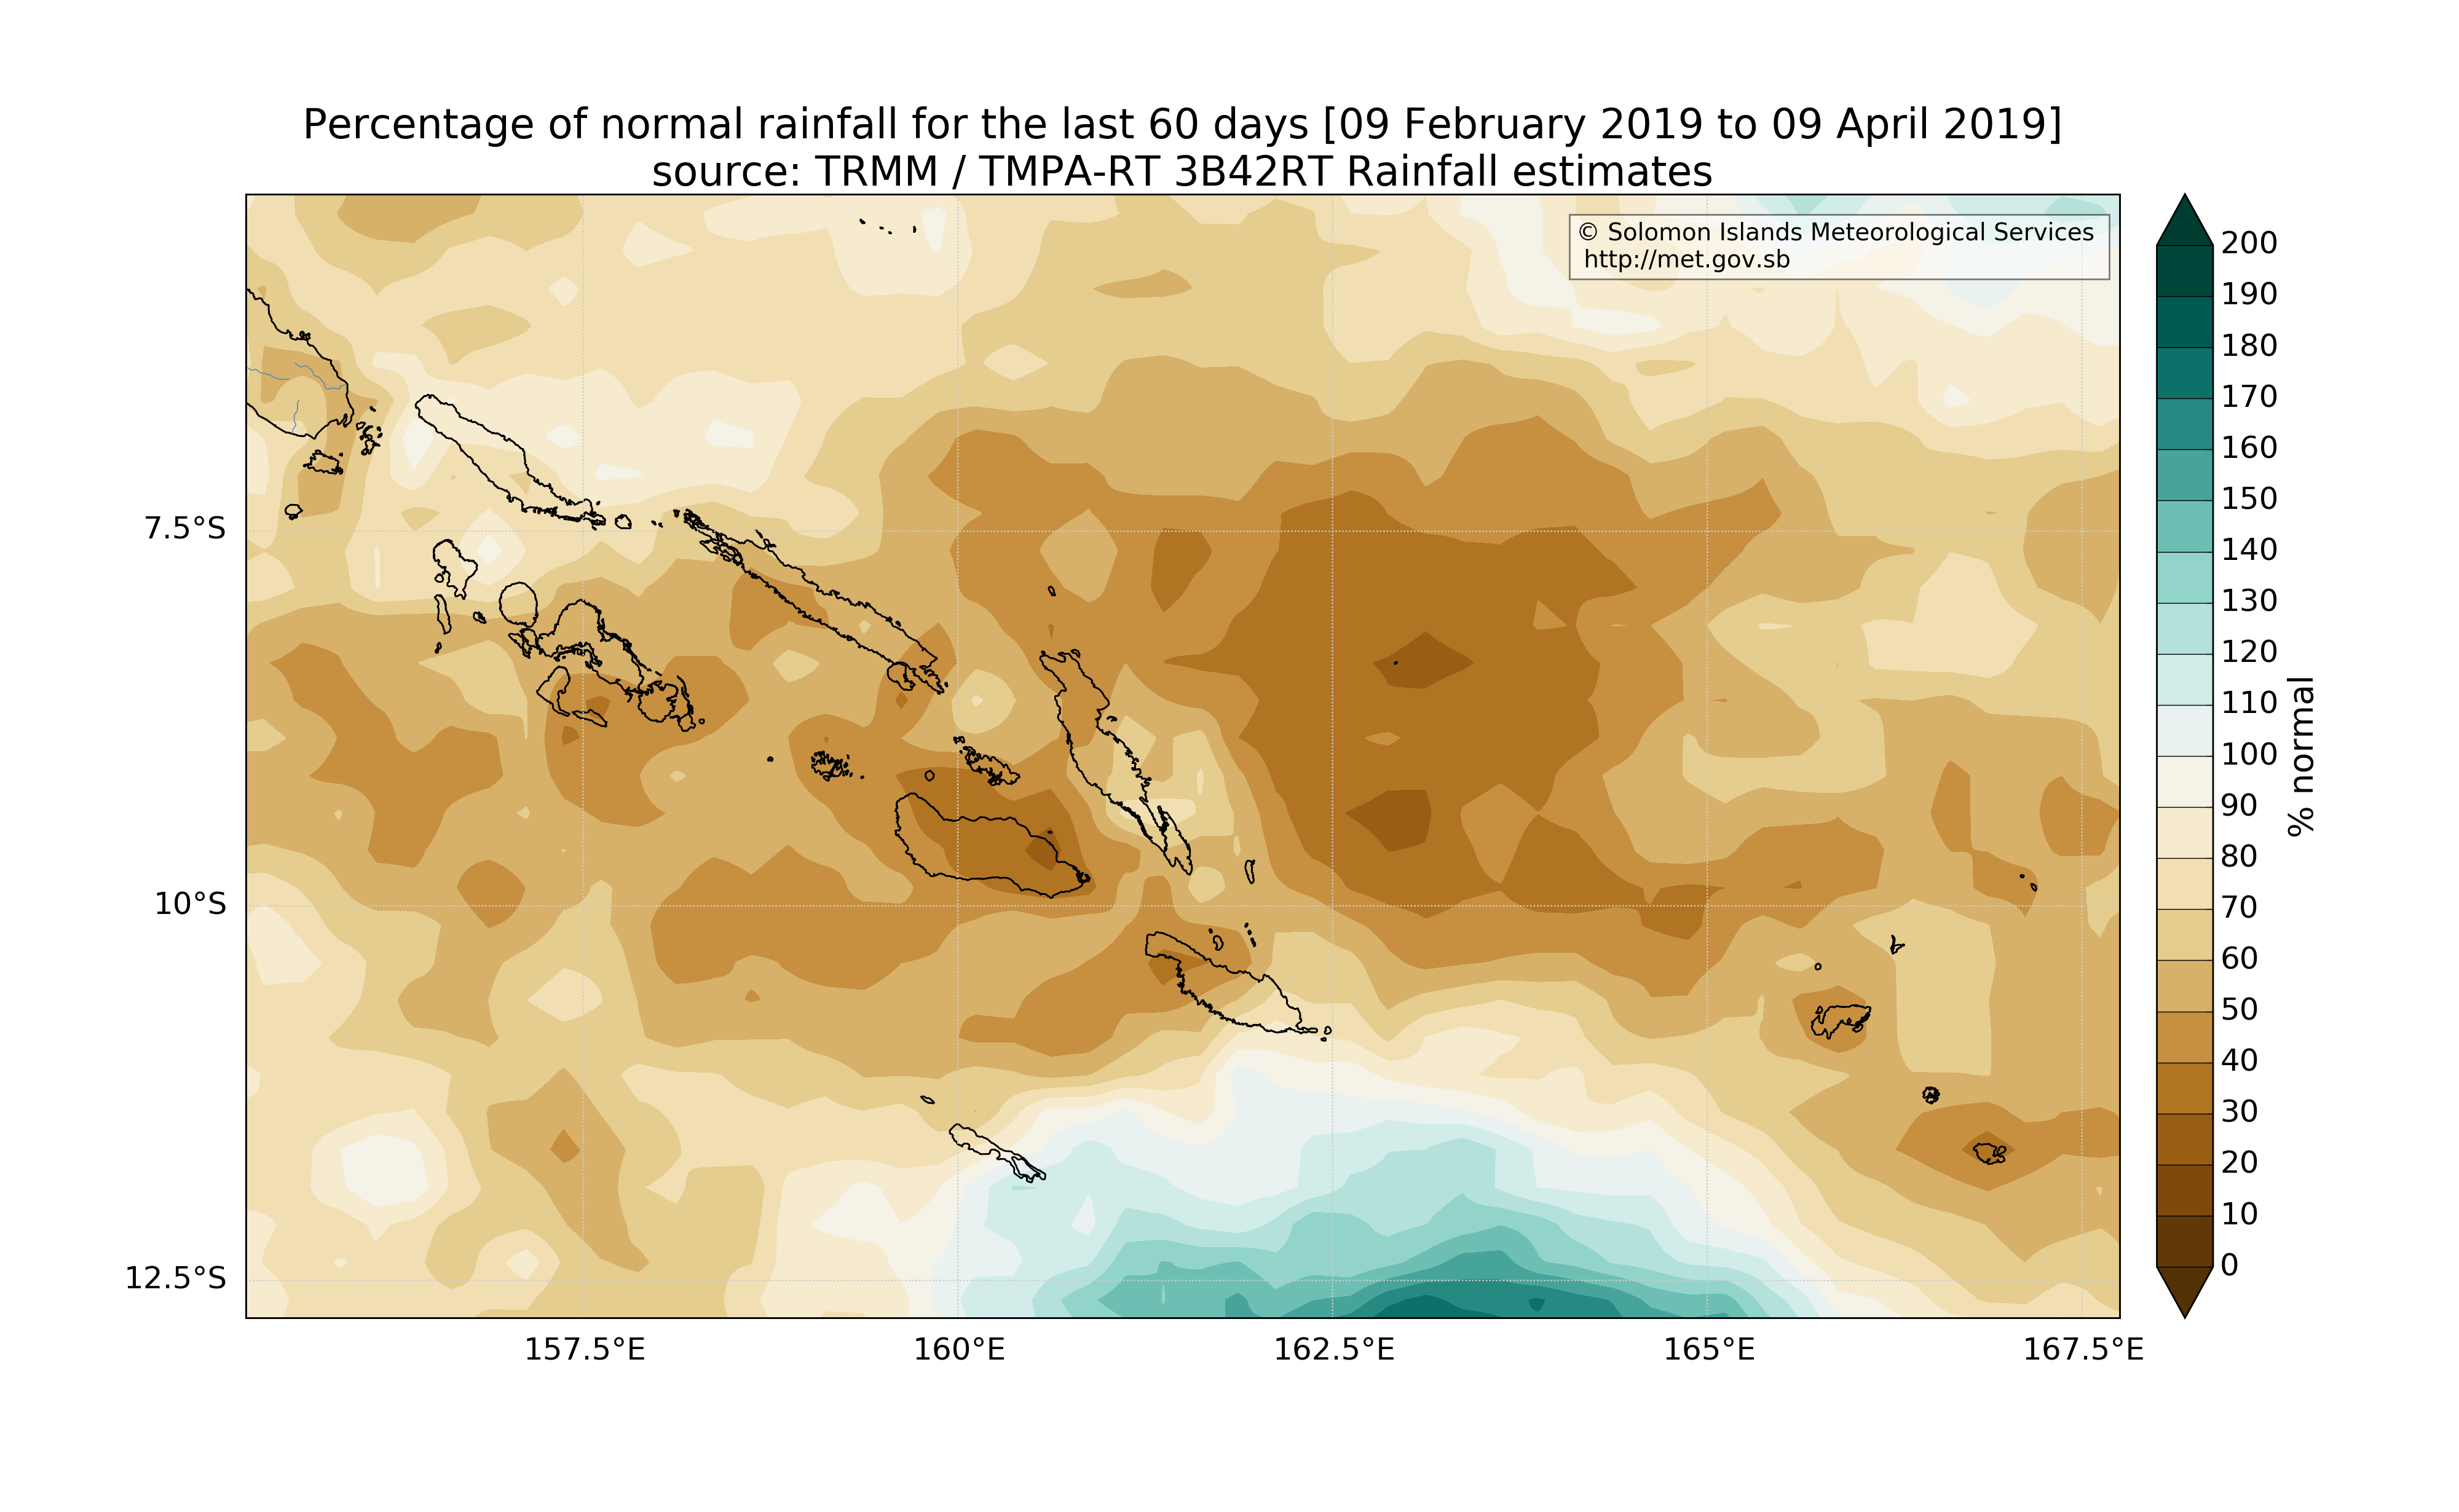 Percentage of normal rainfall for the last 60 days [09 February 2019 to 09 April 2019]
source: TRMM / TMPA-RT 3B42RT Rainfall estimates
© Solomon Islands Meteorological Services
http://met.gov.sb
7.5°S
10°S
12.5°S
157.5°E
160°E
162.5°E
165°E
167.5°E
200
190
180
170
160
150
140
130
120
110
100
90
80
70
60
50
40
30
20
10
0
% normal